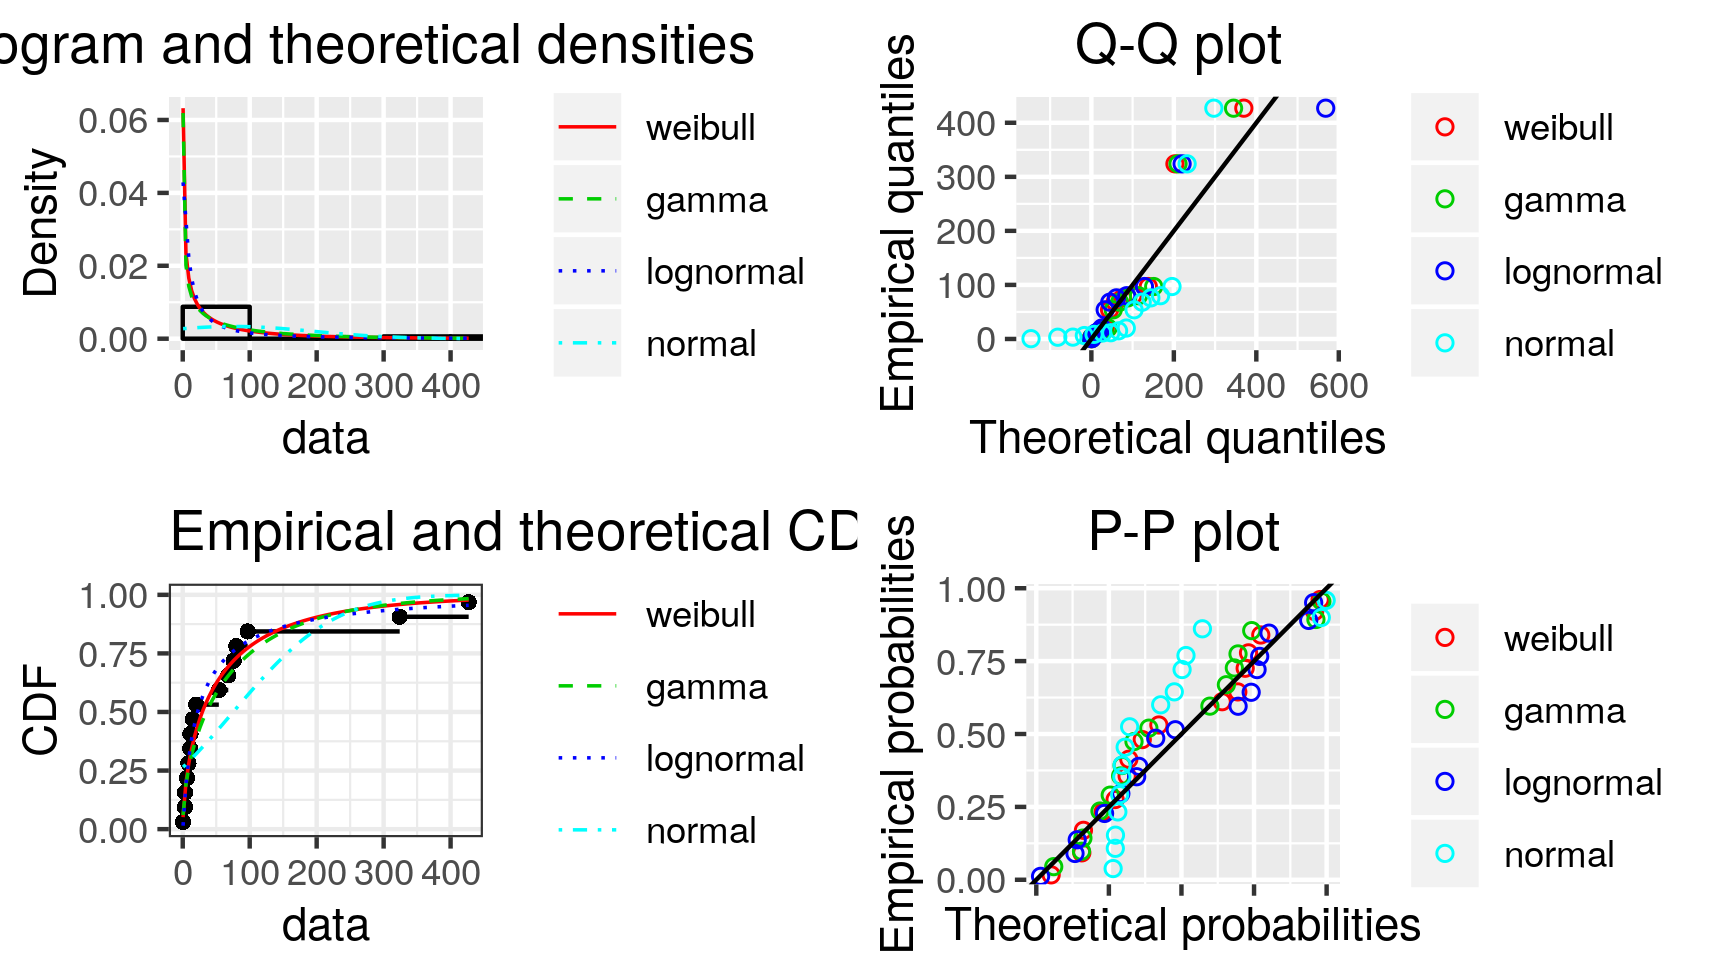 ogram and theoretical densities
Density
0.06
0.04
0.02
0.00
0 100 200 300 400
data
weibull
gamma
lognormal
normal
Q-Q plot
Empirical quantiles
400
300
200
100
0
0 200 400 600
Theoretical quantiles
weibull
gamma
lognormal
normal
Empirical and theoretical CD
CDF
1.00
0.75
0.50
0.25
0.00
0 100 200 300 400
data
weibull
gamma
lognormal
normal
P-P plot
Empirical probabilities
1.00
0.75
0.50
0.25
0.00
Theoretical probabilities
weibull
gamma
lognormal
normal